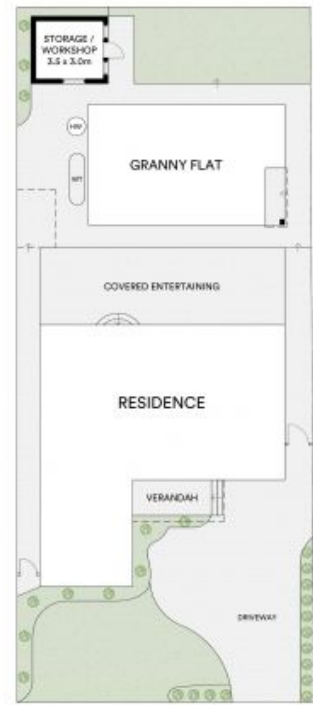 STORAGE /
WORKSHOP
3.5 x 3.0m
HW
WT
GRANNY FLAT
COVERED ENTERTAINING
RESIDENCE
VERANDAH
DRIVEWAY